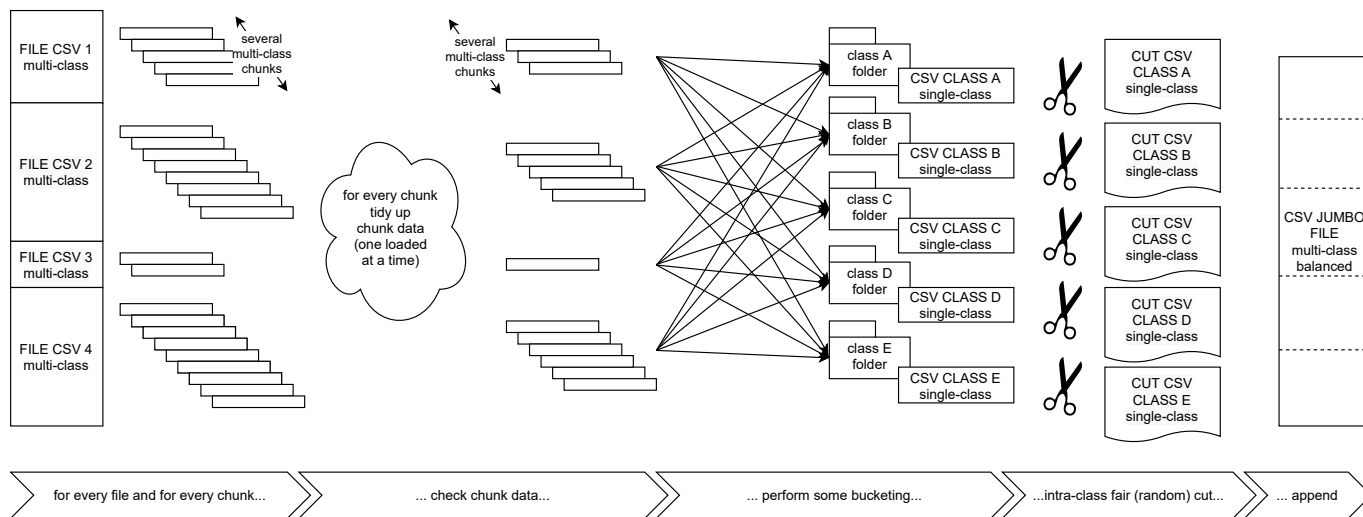 FILE CSV 1
multi-class
FILE CSV 2
multi-class
FILE CSV 3
multi-class
FILE CSV 4
multi-class
several
multi-class
chunks
for every chunk
tidy up
chunk data
(one loaded
at a time)
several
multi-class
chunks
class A
folder
CSV CLASS A
single-class
class B
folder
CSV CLASS B
single-class
class C
folder
CSV CLASS C
single-class
class D
folder
CSV CLASS D
single-class
class E
folder
CSV CLASS E
single-class
CUT CSV
CLASS A
single-class
CUT CSV
CLASS B
single-class
CUT CSV
CLASS C
single-class
CUT CSV
CLASS D
single-class
CUT CSV
CLASS E
single-class
CSV JUMBO
FILE
multi-class
balanced
for every file and for every chunk...
... check chunk data...
... perform some bucketing...
...intra-class fair (random) cut...
... append